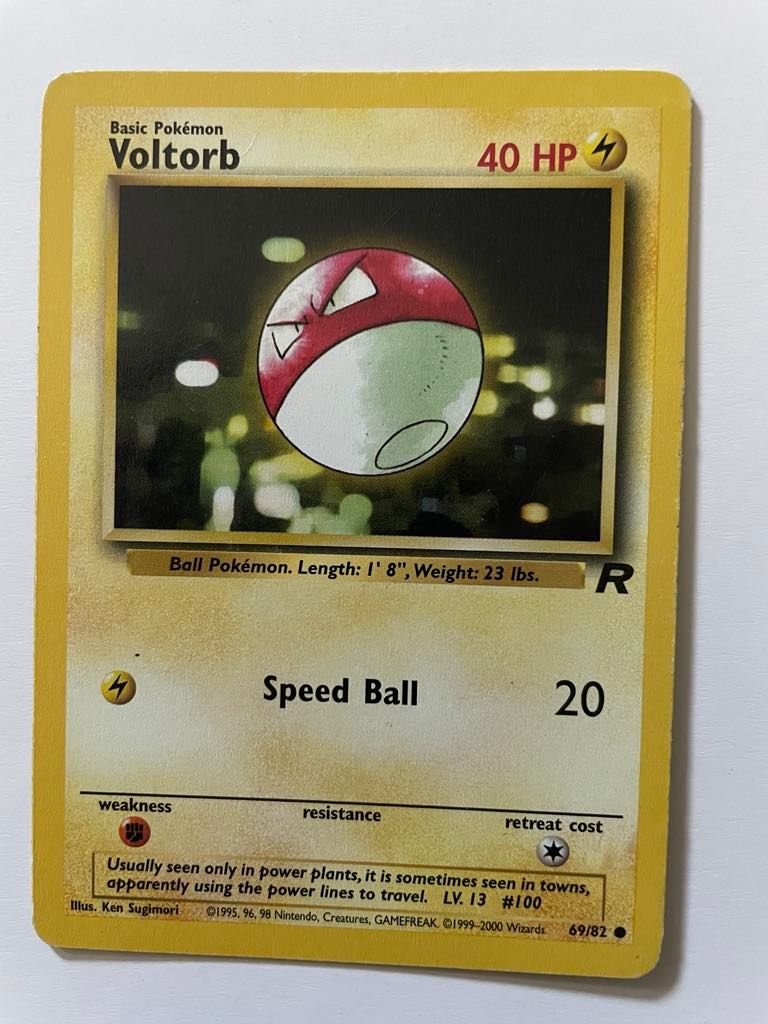 Basic Pokémon
Voltorb
40 HP
Ball Pokémon. Length: 1' 8", Weight: 23 lbs.
R
Speed Ball 20
weakness resistance retreat cost
Usually seen only in power plants, it is sometimes seen in towns,
apparently using the power lines to travel. LV. 13 #100
Illus. Ken Sugimori ©1995, 96, 98 Nintendo, Creatures, GAMEFREAK. ©1999-2000 Wizards. 69/82